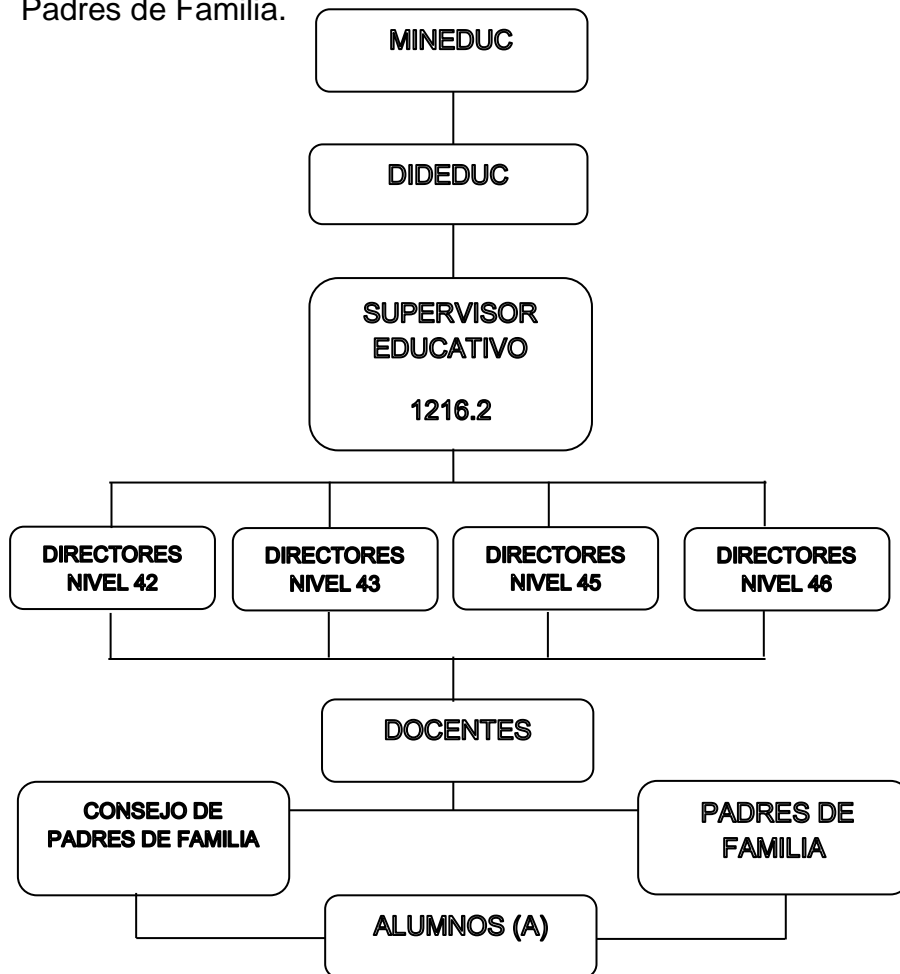 Padres de Familia.
MINEDUC
DIDEDUC
SUPERVISOR
EDUCATIVO
1216.2
DIRECTORES
NIVEL 42
DIRECTORES
NIVEL 43
DIRECTORES
NIVEL 45
DIRECTORES
NIVEL 46
DOCENTES
CONSEJO DE
PADRES DE FAMILIA
PADRES DE
FAMILIA
ALUMNOS (A)